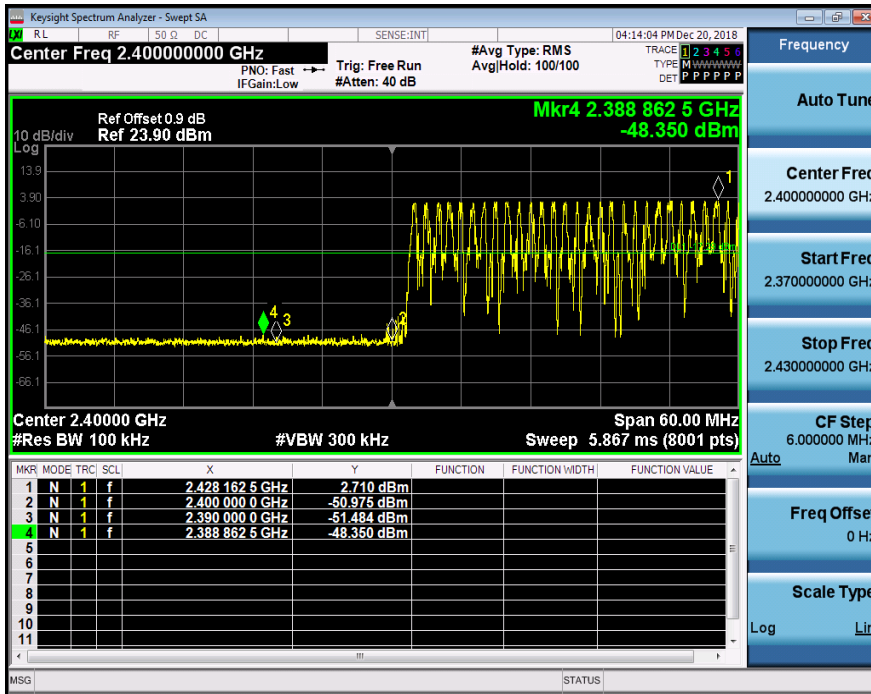 Keysight Spectrum Analyzer - Swept SA
LXI RL RF 50 Ω DC SENSE:INT 04:14:04 PM Dec 20, 2018
Center Freq 2.400000000 GHz
PNO: Fast
IFGain:Low
Trig: Free Run
#Atten: 40 dB
#Avg Type: RMS
Avg|Hold: 100/100
TRACE 1 2 3 4 5 6
TYPE M WWWWW
DET P P P P P P
Frequency
Ref Offset 0.9 dB
10 dB/div Ref 23.90 dBm
Log
Mkr4 2.388 862 5 GHz
-48.350 dBm
13.9
3.90
-6.10
-16.1
-26.1
-36.1
-46.1
-56.1
-66.1
1
4
3
Center 2.40000 GHz
Span 60.00 MHz
#Res BW 100 kHz #VBW 300 kHz Sweep 5.867 ms (8001 pts)
MKR MODE TRC SCL X Y FUNCTION FUNCTION WIDTH FUNCTION VALUE
1 N 1 f 2.428 162 5 GHz 2.710 dBm
2 N 1 f 2.400 000 0 GHz -50.975 dBm
3 N 1 f 2.390 000 0 GHz -51.484 dBm
4 N 1 f 2.388 862 5 GHz -48.350 dBm
5
6
7
8
9
10
11
MSG STATUS
Auto Tune
Center Freq
2.400000000 GHz
Start Freq
2.370000000 GHz
Stop Freq
2.430000000 GHz
CF Step
6.000000 MHz
Auto Man
Freq Offset
0 Hz
Scale Type
Log Lin